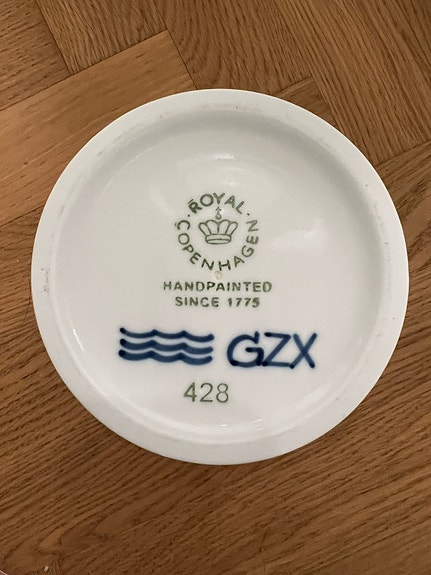 ROYAL
COPENHAGEN
HANDPAINTED
SINCE 1775
GZX
428